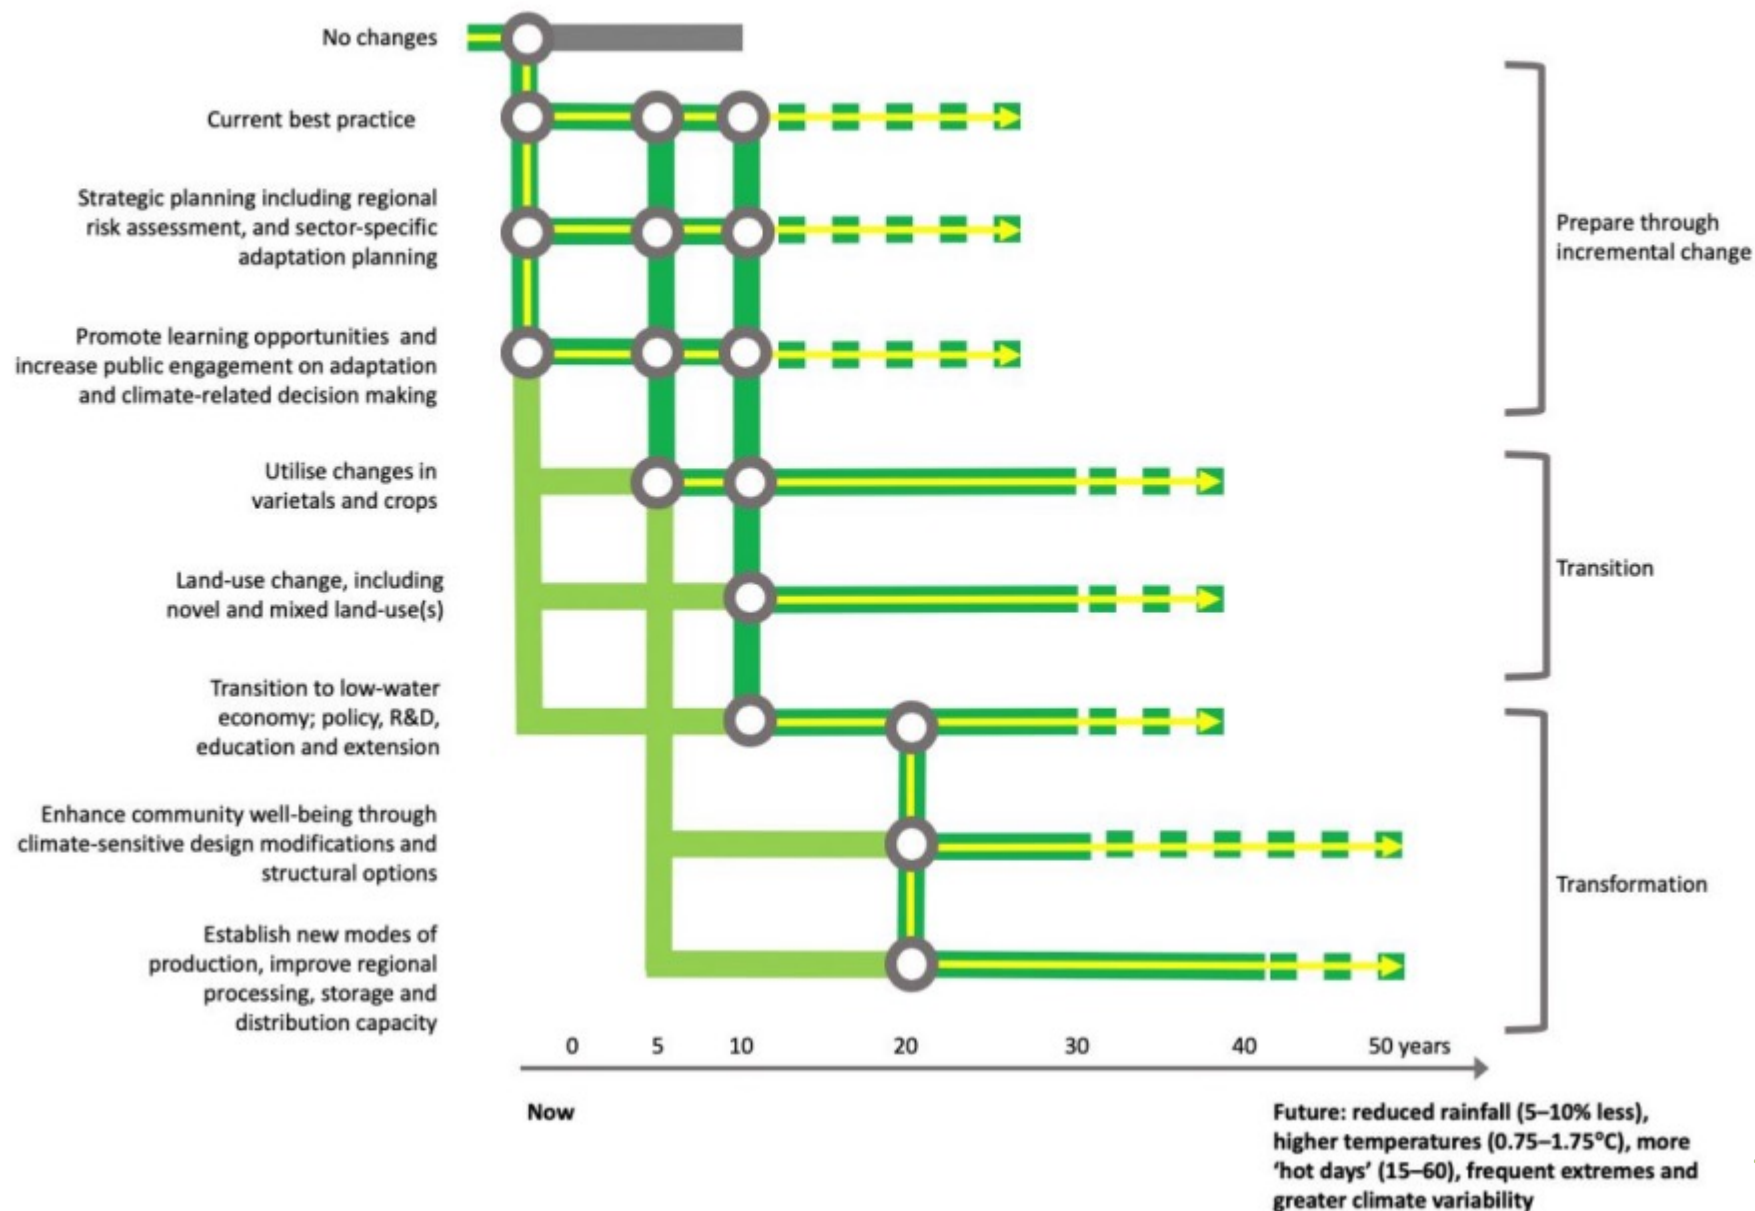 No changes
Current best practice
Strategic planning including regional
risk assessment, and sector-specific
adaptation planning
Prepare through
incremental change
Promote learning opportunities and
increase public engagement on adaptation
and climate-related decision making
Utilise changes in
varietals and crops
Land-use change, including
novel and mixed land-use(s)
Transition
Transition to low-water
economy; policy, R&D,
education and extension
Enhance community well-being through
climate-sensitive design modifications and
structural options
Transformation
Establish new modes of
production, improve regional
processing, storage and
distribution capacity
0 5 10 20 30 40 50 years
Now
Future: reduced rainfall (5–10% less),
higher temperatures (0.75–1.75°C), more
‘hot days’ (15–60), frequent extremes and
greater climate variability